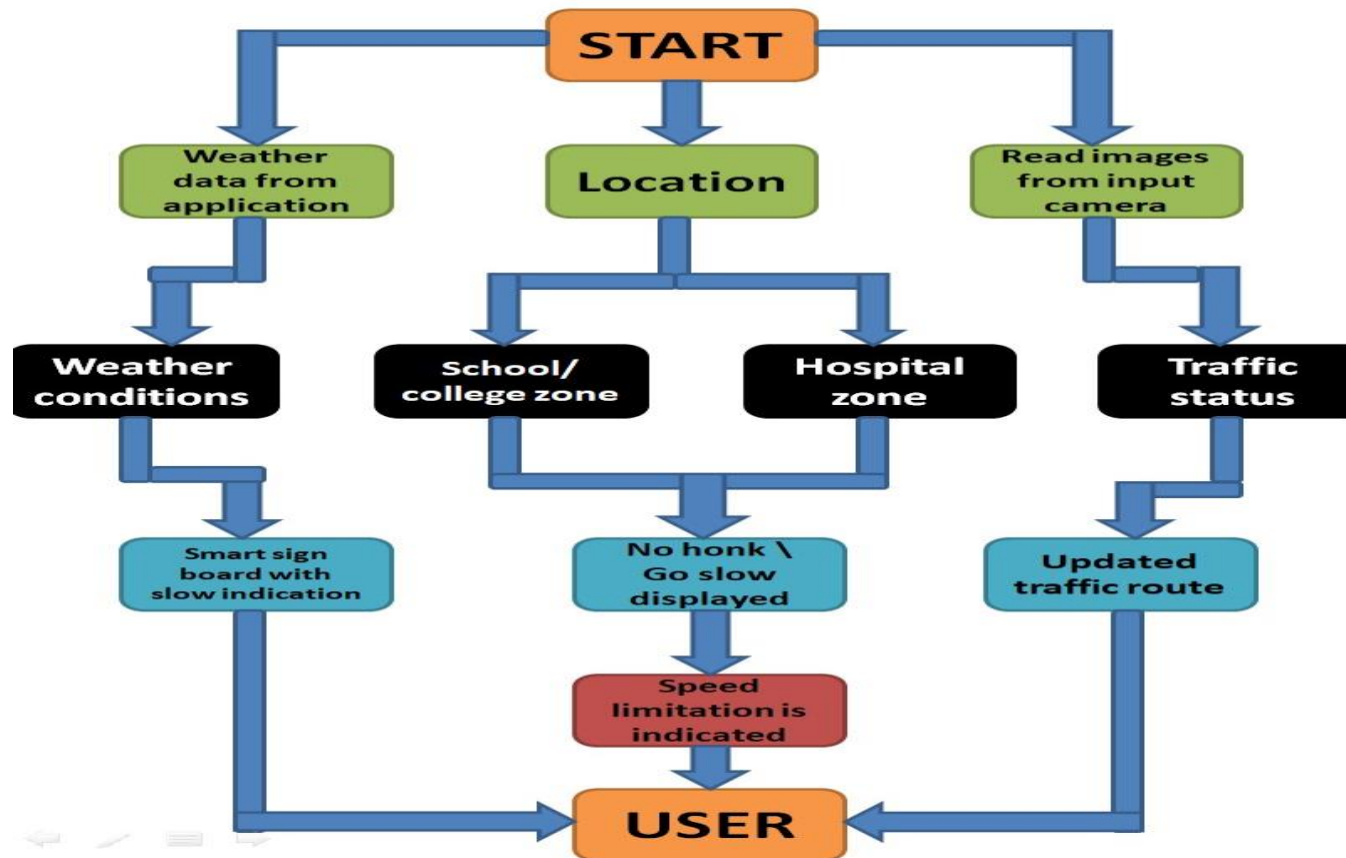 START
Weather
data from
application
Location
Read images
from input
camera
Weather
conditions
School/
college zone
Hospital
zone
Traffic
status
Smart sign
board with
slow indication
No honk \
Go slow
displayed
Updated
traffic route
Speed
limitation is
indicated
USER